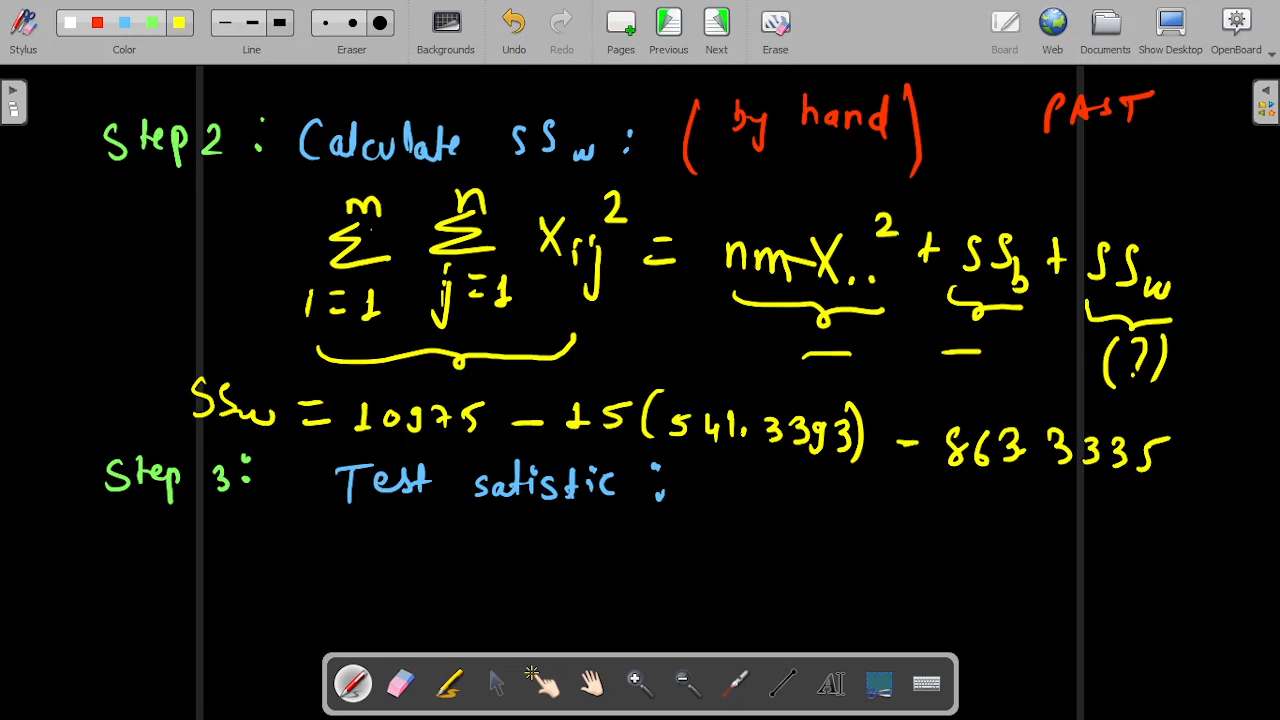 Stylus Color Line Eraser Backgrounds Undo Redo Pages Previous Next Erase Board Web Documents Show Desktop OpenBoard
Step 2 : Calculate SSw : (by hand) PAST
m n
Σ Σ Xij² = nm X..² + SSb + SSw
i=1 j=1
(?)
SSw = 10975 - 15(541.3393) - 863 3335
Step 3: Test satistic :
AI